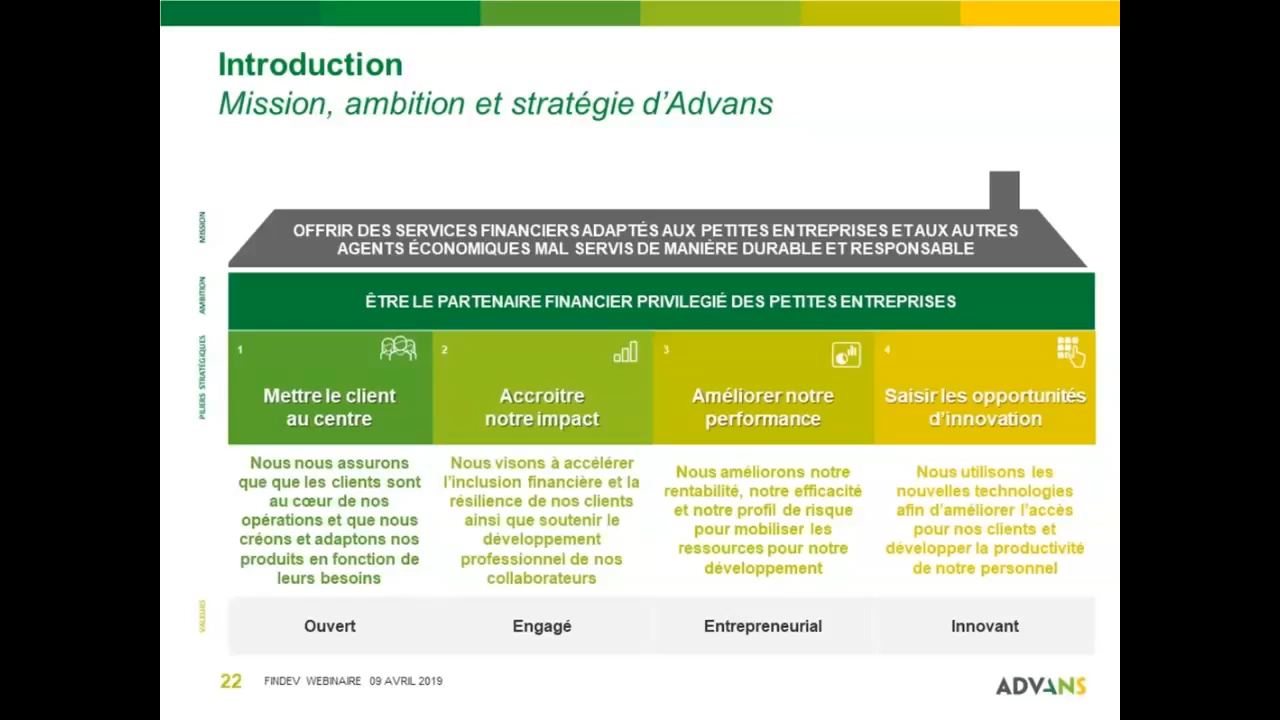 Introduction
Mission, ambition et stratégie d'Advans
MISSION
OFFRIR DES SERVICES FINANCIERS ADAPTÉS AUX PETITES ENTREPRISES ET AUX AUTRES
AGENTS ÉCONOMIQUES MAL SERVIS DE MANIÈRE DURABLE ET RESPONSABLE
AMBITION
ÊTRE LE PARTENAIRE FINANCIER PRIVILEGIÉ DES PETITES ENTREPRISES
PILIERS STRATÉGIQUES
1
Mettre le client
au centre
2
Accroitre
notre impact
3
Améliorer notre
performance
4
Saisir les opportunités
d'innovation
Nous nous assurons
que que les clients sont
au cœur de nos
opérations et que nous
créons et adaptons nos
produits en fonction de
leurs besoins
Nous visons à accélérer
l'inclusion financière et la
résilience de nos clients
ainsi que soutenir le
développement
professionnel de nos
collaborateurs
Nous améliorons notre
rentabilité, notre efficacité
et notre profil de risque
pour mobiliser les
ressources pour notre
développement
Nous utilisons les
nouvelles technologies
afin d'améliorer l'accès
pour nos clients et
développer la productivité
de notre personnel
VALEURS
Ouvert
Engagé
Entrepreneurial
Innovant
22
FINDEV WEBINAIRE 09 AVRIL 2019
ADVANS